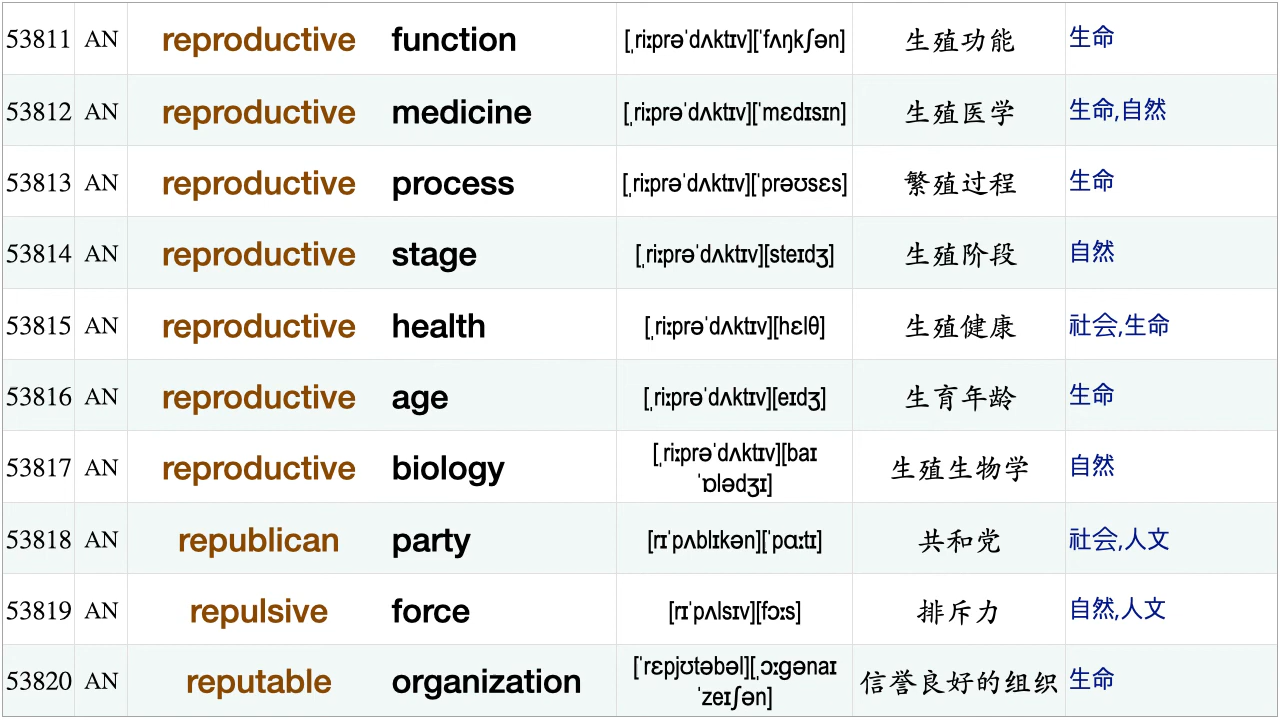 53811 AN reproductive function [ˌriːprəˈdʌktɪv][ˈfʌŋkʃən] 生殖功能 生命
53812 AN reproductive medicine [ˌriːprəˈdʌktɪv][ˈmɛdɪsɪn] 生殖医学 生命,自然
53813 AN reproductive process [ˌriːprəˈdʌktɪv][ˈprəʊsɛs] 繁殖过程 生命
53814 AN reproductive stage [ˌriːprəˈdʌktɪv][steɪdʒ] 生殖阶段 自然
53815 AN reproductive health [ˌriːprəˈdʌktɪv][hɛlθ] 生殖健康 社会,生命
53816 AN reproductive age [ˌriːprəˈdʌktɪv][eɪdʒ] 生育年龄 生命
53817 AN reproductive biology [ˌriːprəˈdʌktɪv][baɪ
ˈɒlədʒɪ] 生殖生物学 自然
53818 AN republican party [rɪˈpʌblɪkən][ˈpɑːtɪ] 共和党 社会,人文
53819 AN repulsive force [rɪˈpʌlsɪv][fɔːs] 排斥力 自然,人文
53820 AN reputable organization [ˈrɛpjʊtəbəl][ˌɔːɡənaɪ
ˈzeɪʃən] 信誉良好的组织 生命